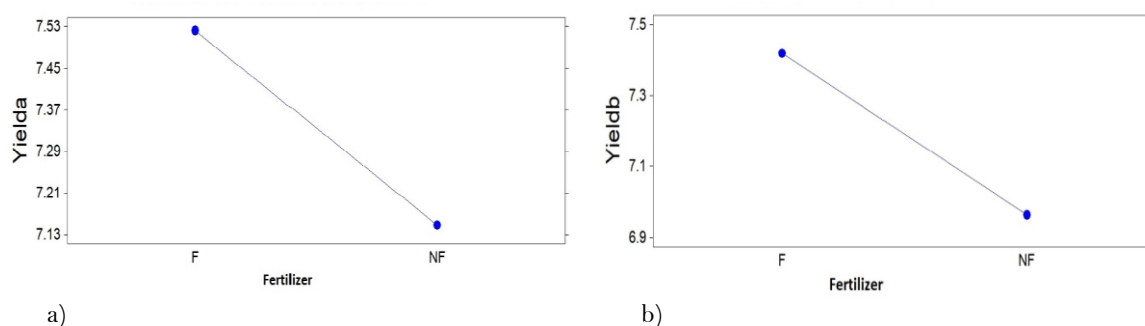 Yielda
7.53
7.45
7.37
7.29
7.21
7.13
F
NF
Fertilizer
a)
Yieldb
7.5
7.3
7.1
6.9
F
NF
Fertilizer
b)